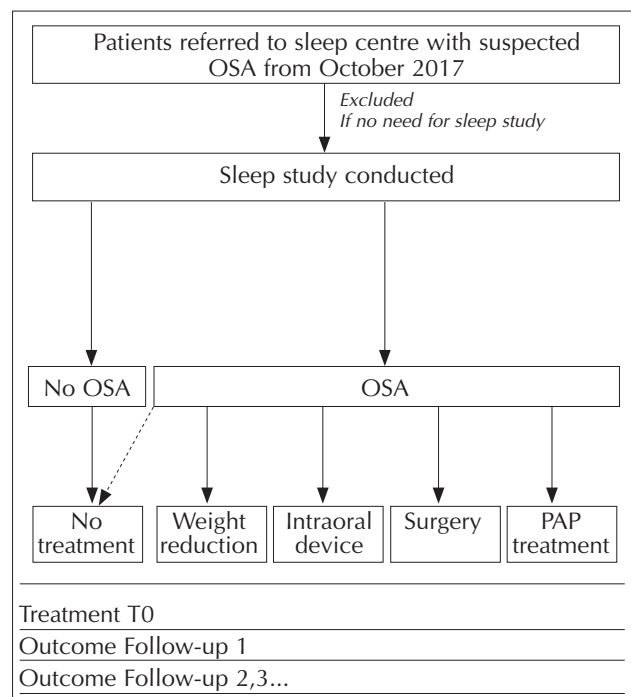 Patients referred to sleep centre with suspected
OSA from October 2017
Excluded
If no need for sleep study
Sleep study conducted
No OSA
OSA
No
treatment
Weight
reduction
Intraoral
device
Surgery
PAP
treatment
Treatment T0
Outcome Follow-up 1
Outcome Follow-up 2,3...